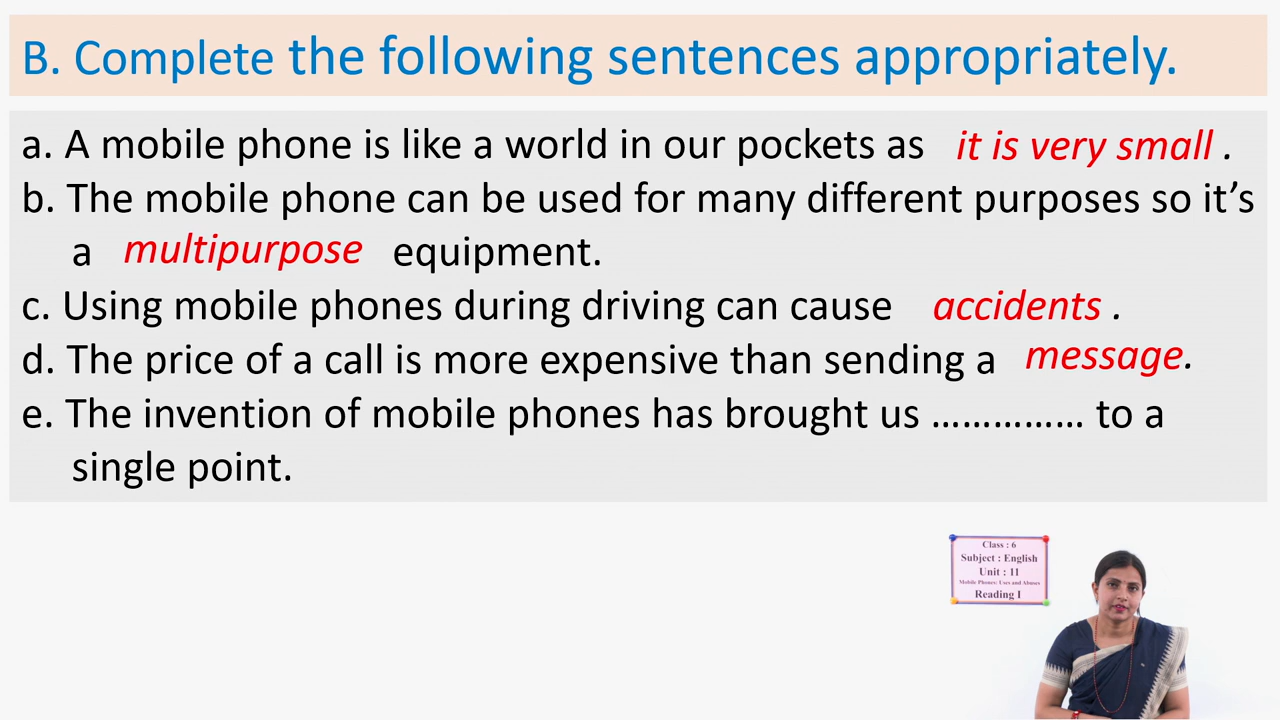 B. Complete the following sentences appropriately.
a. A mobile phone is like a world in our pockets as it is very small .
b. The mobile phone can be used for many different purposes so it’s
a multipurpose equipment.
c. Using mobile phones during driving can cause accidents .
d. The price of a call is more expensive than sending a message.
e. The invention of mobile phones has brought us …………… to a
single point.
Class : 6
Subject : English
Unit : 11
Mobile Phones: Uses and Abuses
Reading I